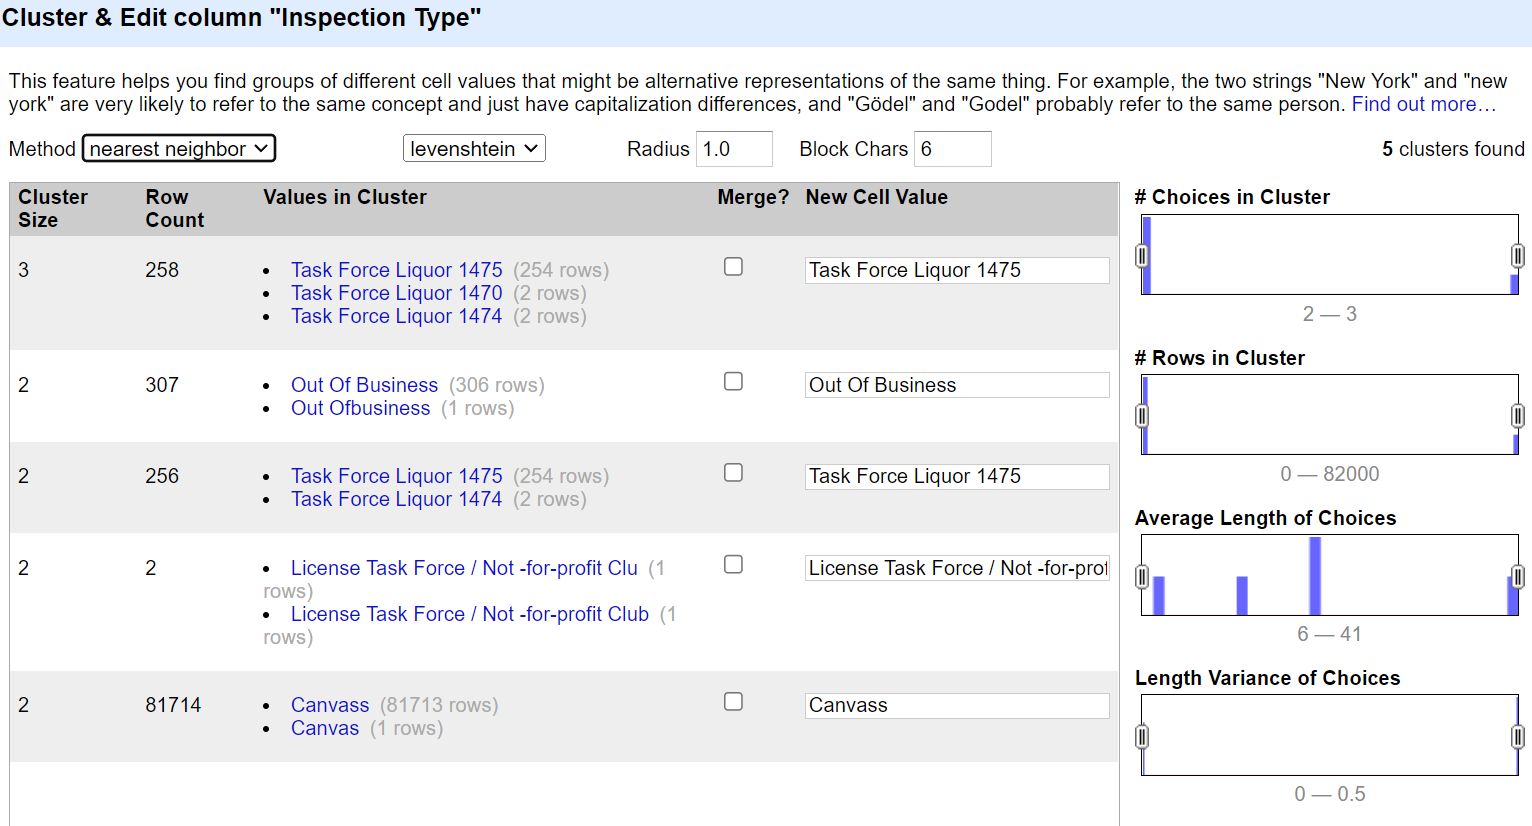 Cluster & Edit column "Inspection Type"
This feature helps you find groups of different cell values that might be alternative representations of the same thing. For example, the two strings "New York" and "new
york" are very likely to refer to the same concept and just have capitalization differences, and "Gödel" and "Godel" probably refer to the same person. Find out more…
Method nearest neighbor levenshtein Radius 1.0 Block Chars 6 5 clusters found
Cluster Size Row Count Values in Cluster Merge? New Cell Value
3 258 Task Force Liquor 1475 (254 rows) Task Force Liquor 1475
Task Force Liquor 1470 (2 rows)
Task Force Liquor 1474 (2 rows)
2 307 Out Of Business (306 rows) Out Of Business
Out Ofbusiness (1 rows)
2 256 Task Force Liquor 1475 (254 rows) Task Force Liquor 1475
Task Force Liquor 1474 (2 rows)
2 2 License Task Force / Not -for-profit Clu (1 License Task Force / Not -for-prof
rows)
License Task Force / Not -for-profit Club (1
rows)
2 81714 Canvass (81713 rows) Canvass
Canvas (1 rows)
# Choices in Cluster
2 — 3
# Rows in Cluster
0 — 82000
Average Length of Choices
6 — 41
Length Variance of Choices
0 — 0.5